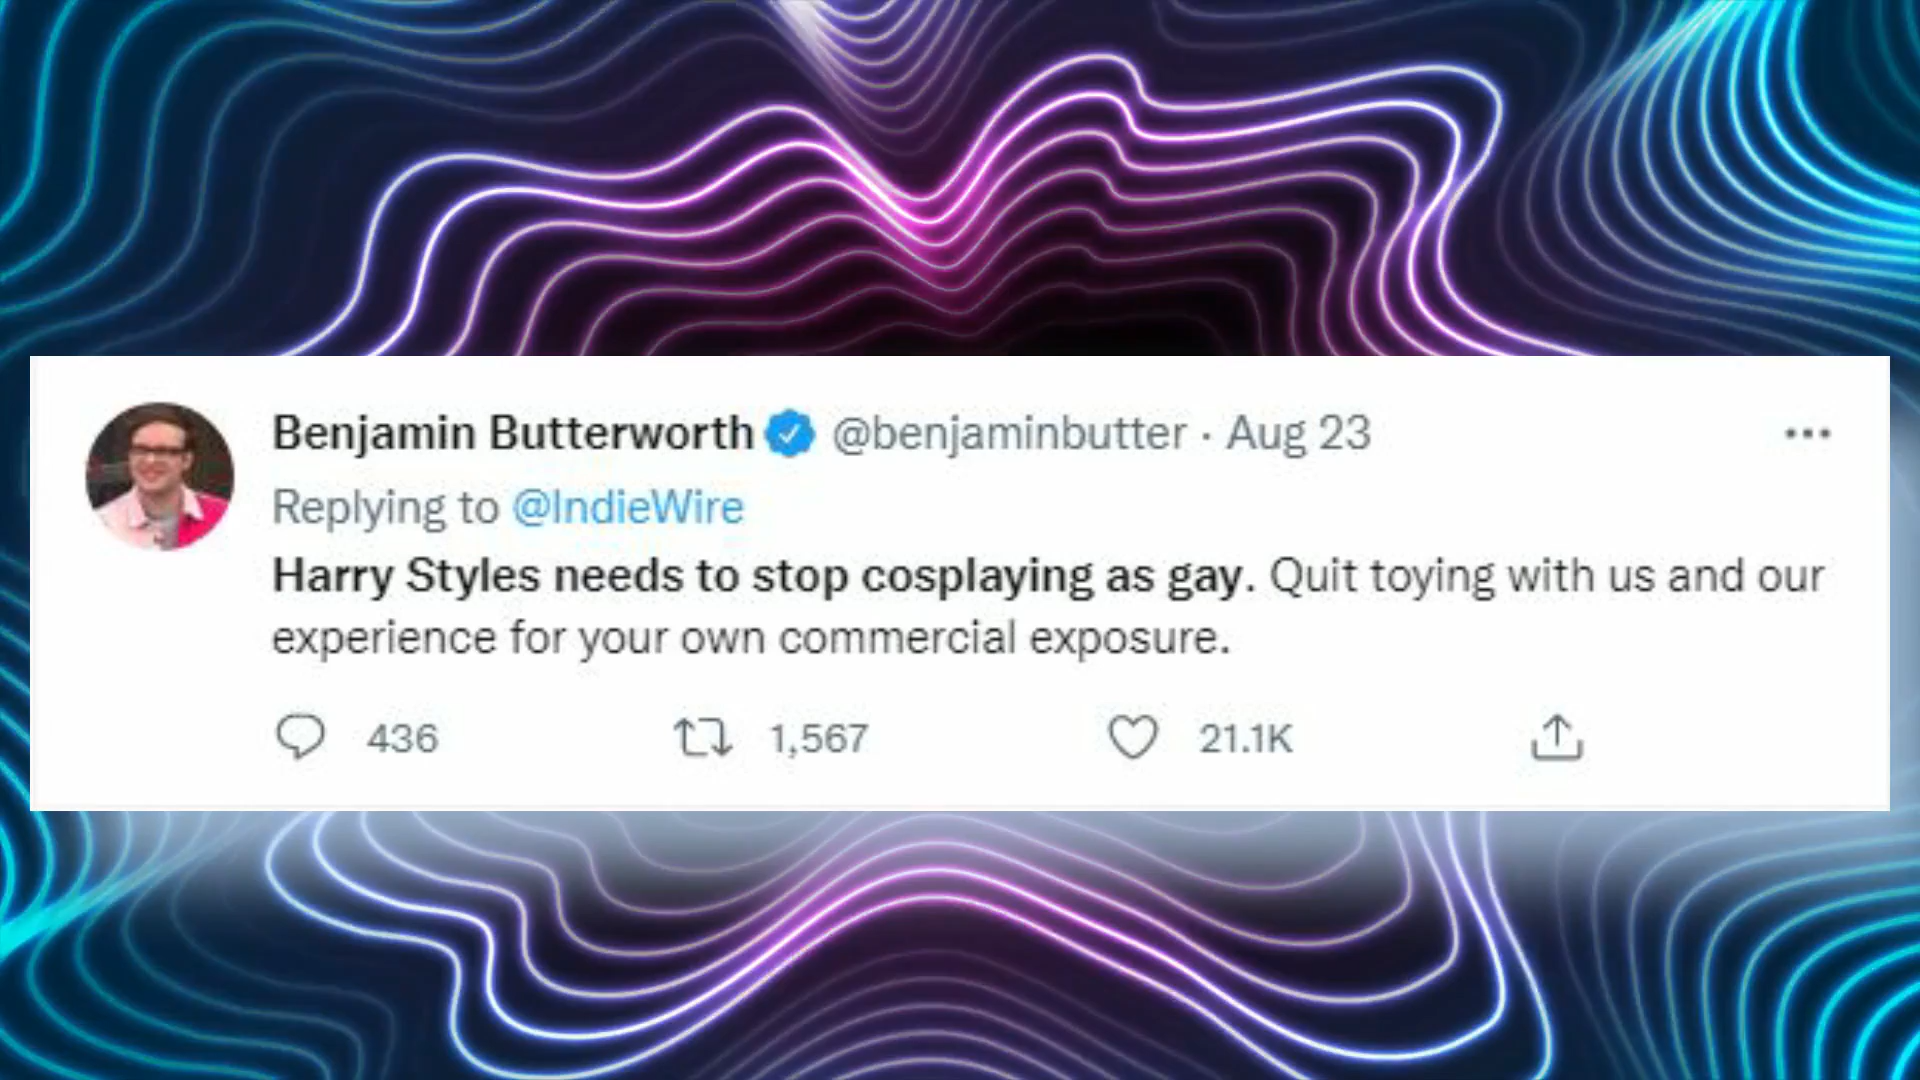 Benjamin Butterworth @benjaminbutter · Aug 23
Replying to @IndieWire
Harry Styles needs to stop cosplaying as gay. Quit toying with us and our
experience for your own commercial exposure.
436 1,567 21.1K